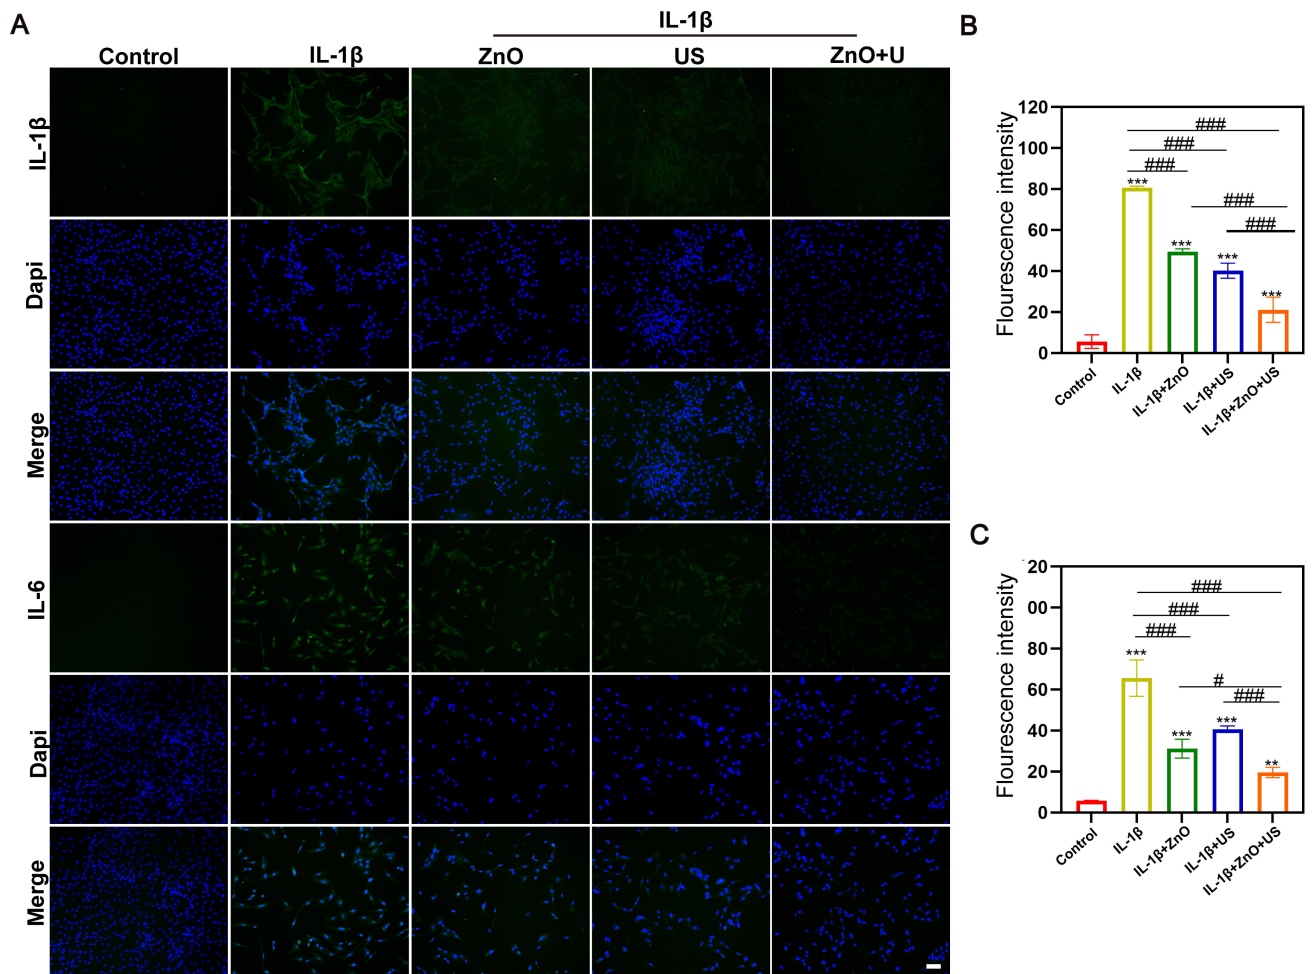 A
IL-1β
Control
IL-1β
ZnO
US
ZnO+U
IL-1β
Dapi
Merge
IL-6
Dapi
Merge
B
Flourescence intensity
120
100
80
60
40
20
0
###
###
###
###
###
***
***
***
***
Control
IL-1β
IL-1β+ZnO
IL-1β+US
IL-1β+ZnO+US
C
Flourescence intensity
20
00
80
60
40
20
0
###
###
###
#
###
***
***
***
**
Control
IL-1β
IL-1β+ZnO
IL-1β+US
IL-1β+ZnO+US